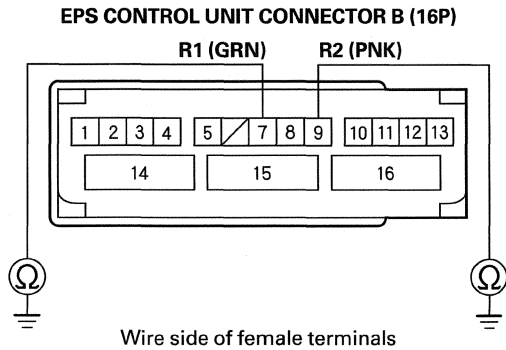 EPS CONTROL UNIT CONNECTOR B (16P)
R1 (GRN) R2 (PNK)
1 2 3 4 5 7 8 9 10 11 12 13
14 15 16
Ω Ω
Wire side of female terminals